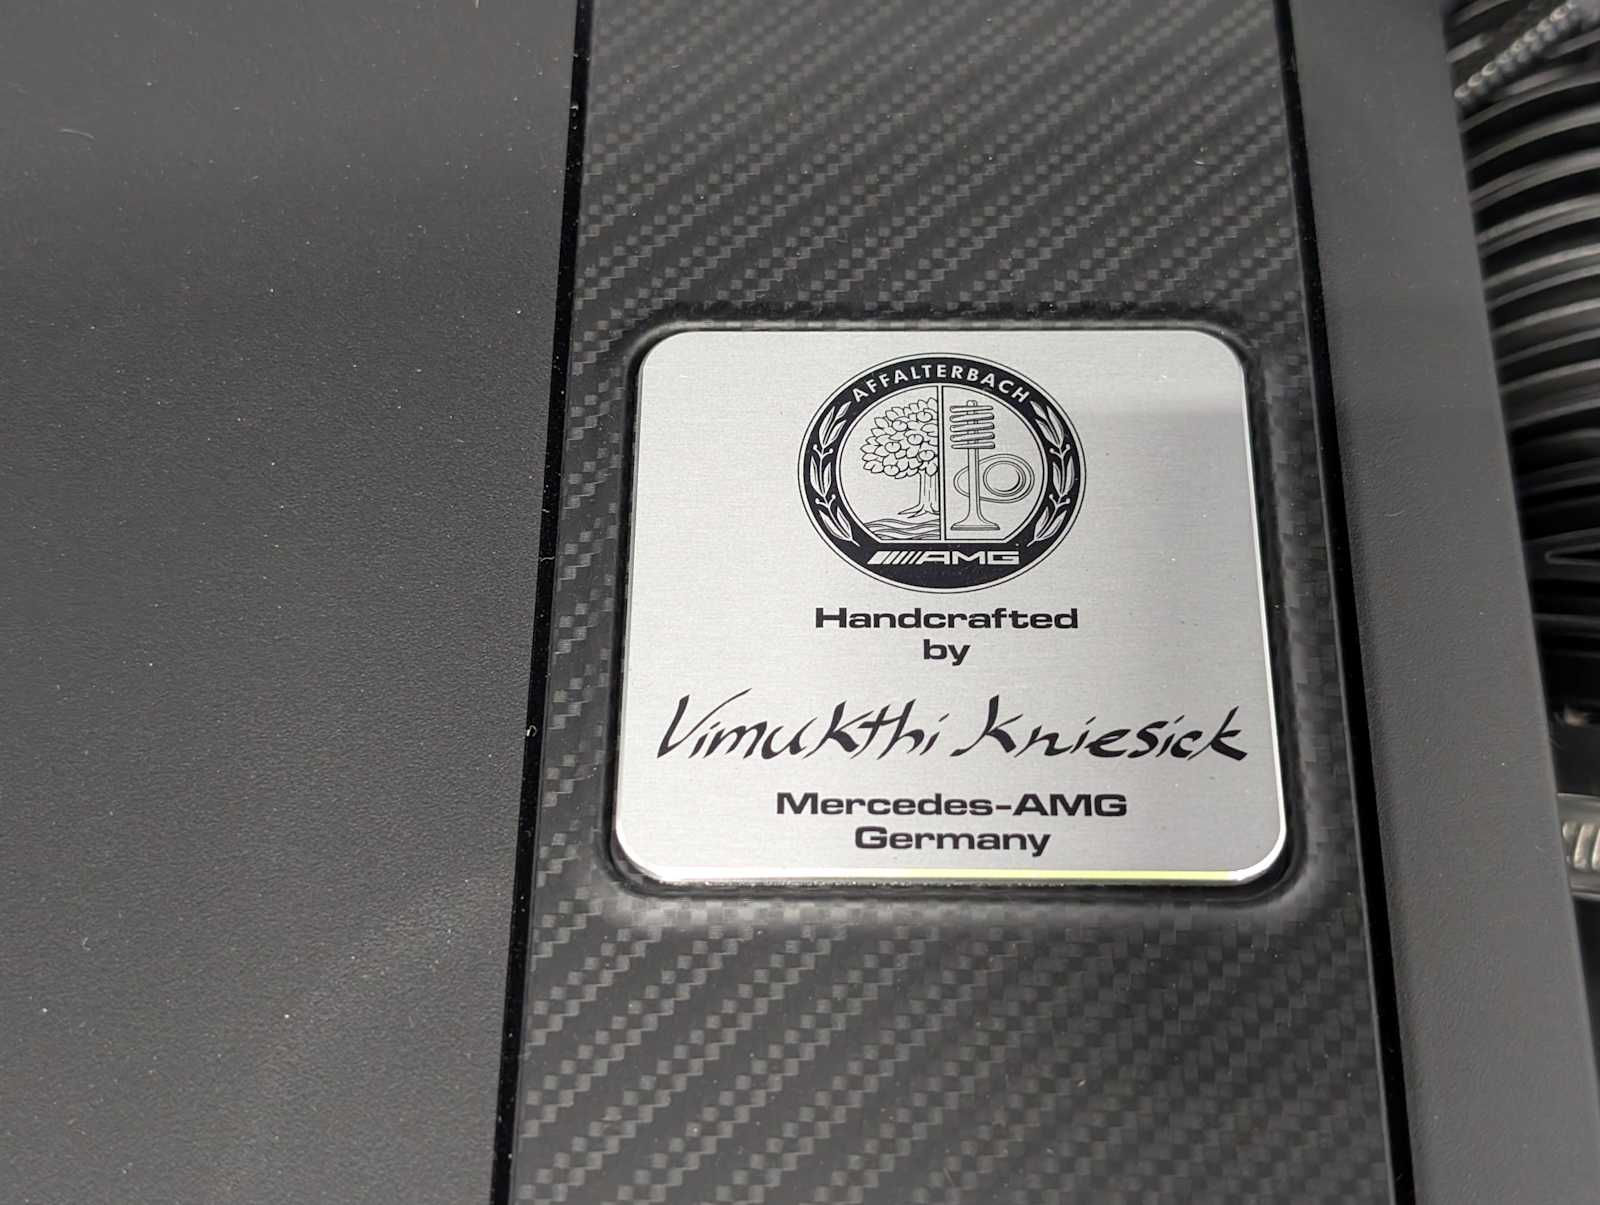 AFFALTERBACH
AMG
Handcrafted
by
Vimukthi Kniesick
Mercedes-AMG
Germany